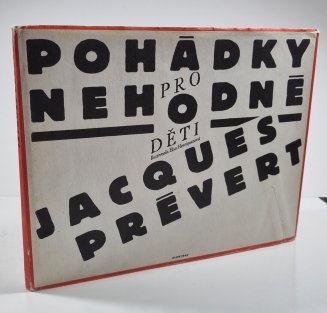 POHÁDKY
PRO
NEHODNÉ
DĚTI
JACQUES
PRÉVERT